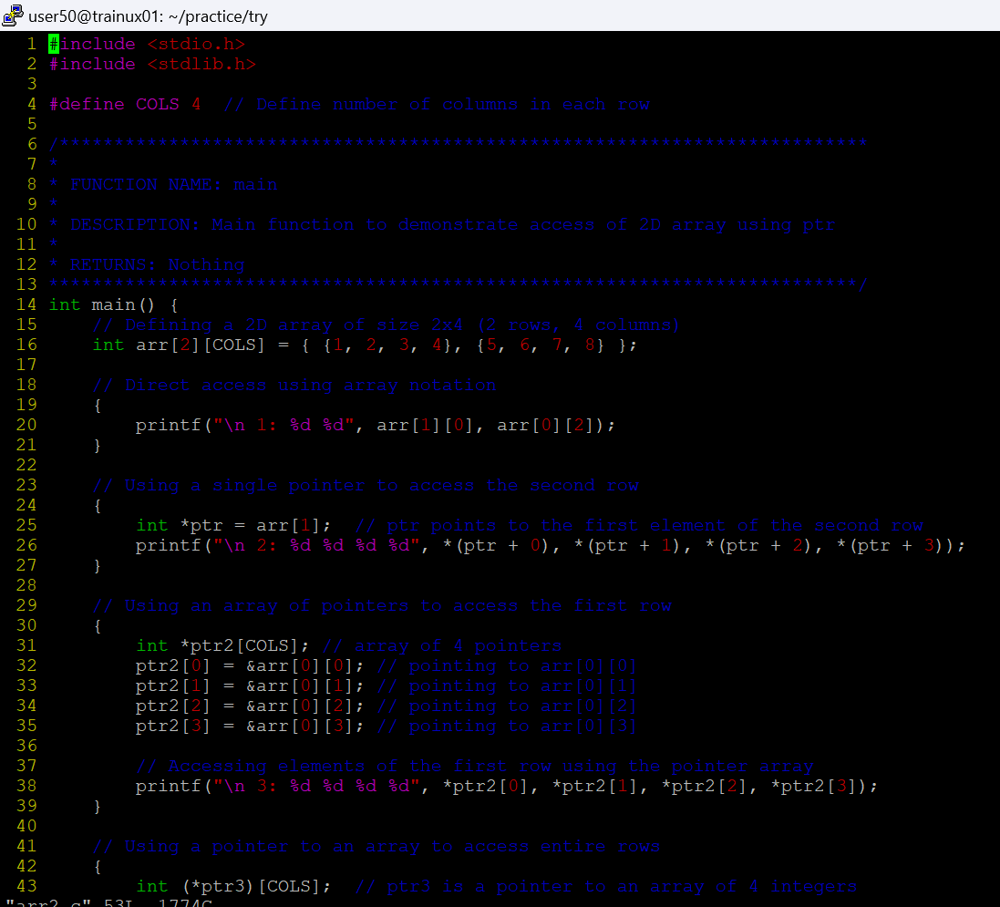 user50@trainux01: ~/practice/try
1 #include <stdio.h>
2 #include <stdlib.h>
3
4 #define COLS 4  // Define number of columns in each row
5
6 /**************************************************************************
7 *
8 * FUNCTION NAME: main
9 *
10 * DESCRIPTION: Main function to demonstrate access of 2D array using ptr
11 *
12 * RETURNS: Nothing
13 **************************************************************************/
14 int main() {
15     // Defining a 2D array of size 2x4 (2 rows, 4 columns)
16     int arr[2][COLS] = { {1, 2, 3, 4}, {5, 6, 7, 8} };
17
18     // Direct access using array notation
19     {
20         printf("\n 1: %d %d", arr[1][0], arr[0][2]);
21     }
22
23     // Using a single pointer to access the second row
24     {
25         int *ptr = arr[1];  // ptr points to the first element of the second row
26         printf("\n 2: %d %d %d %d", *(ptr + 0), *(ptr + 1), *(ptr + 2), *(ptr + 3));
27     }
28
29     // Using an array of pointers to access the first row
30     {
31         int *ptr2[COLS]; // array of 4 pointers
32         ptr2[0] = &arr[0][0]; // pointing to arr[0][0]
33         ptr2[1] = &arr[0][1]; // pointing to arr[0][1]
34         ptr2[2] = &arr[0][2]; // pointing to arr[0][2]
35         ptr2[3] = &arr[0][3]; // pointing to arr[0][3]
36
37         // Accessing elements of the first row using the pointer array
38         printf("\n 3: %d %d %d %d", *ptr2[0], *ptr2[1], *ptr2[2], *ptr2[3]);
39     }
40
41     // Using a pointer to an array to access entire rows
42     {
43         int (*ptr3)[COLS];  // ptr3 is a pointer to an array of 4 integers
"arr2.c" 53L, 1774C